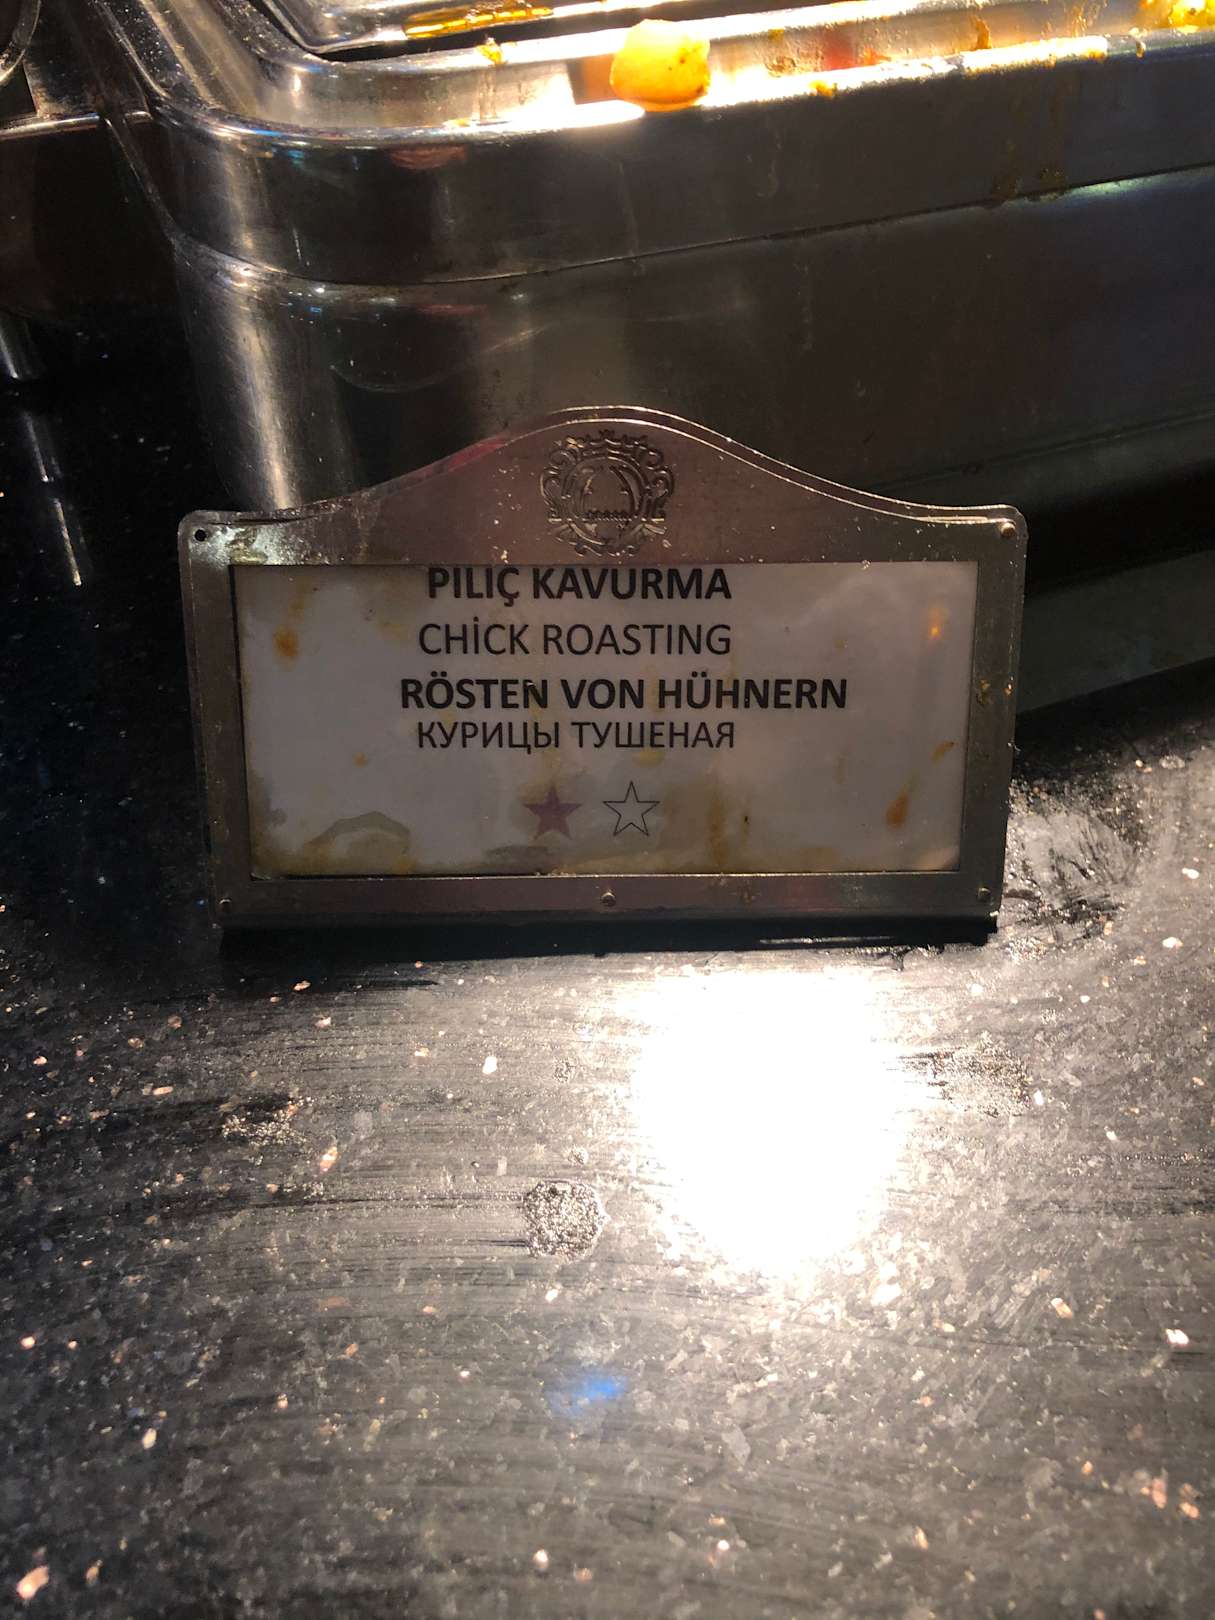 PILIÇ KAVURMA
CHİCK ROASTING
RÖSTEN VON HÜHNERN
КУРИЦЫ ТУШЕНАЯ